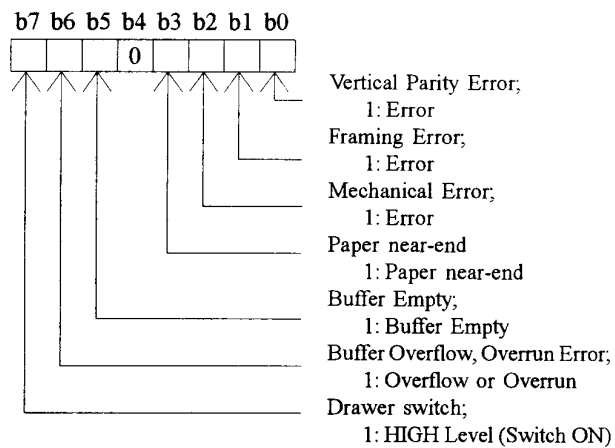 b7 b6 b5 b4 b3 b2 b1 b0
0
Vertical Parity Error;
1: Error
Framing Error;
1: Error
Mechanical Error;
1: Error
Paper near-end
1: Paper near-end
Buffer Empty;
1: Buffer Empty
Buffer Overflow, Overrun Error;
1: Overflow or Overrun
Drawer switch;
1: HIGH Level (Switch ON)